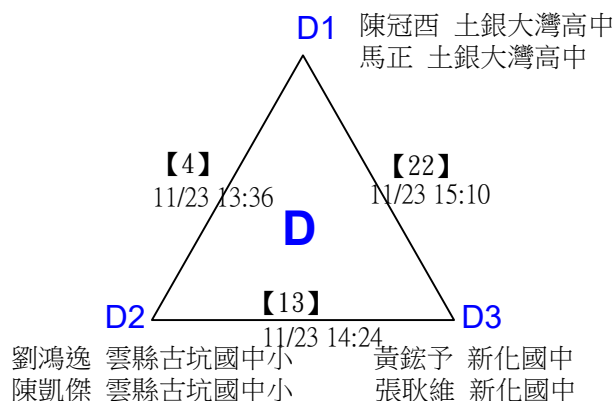 D1
陳冠酉 土銀大灣高中
馬正 土銀大灣高中
【4】
11/23 13:36
【22】
11/23 15:10
D
D2
【13】
11/23 14:24
D3
劉鴻逸 雲縣古坑國中小
陳凱傑 雲縣古坑國中小
黃鋐予 新化國中
張耿維 新化國中